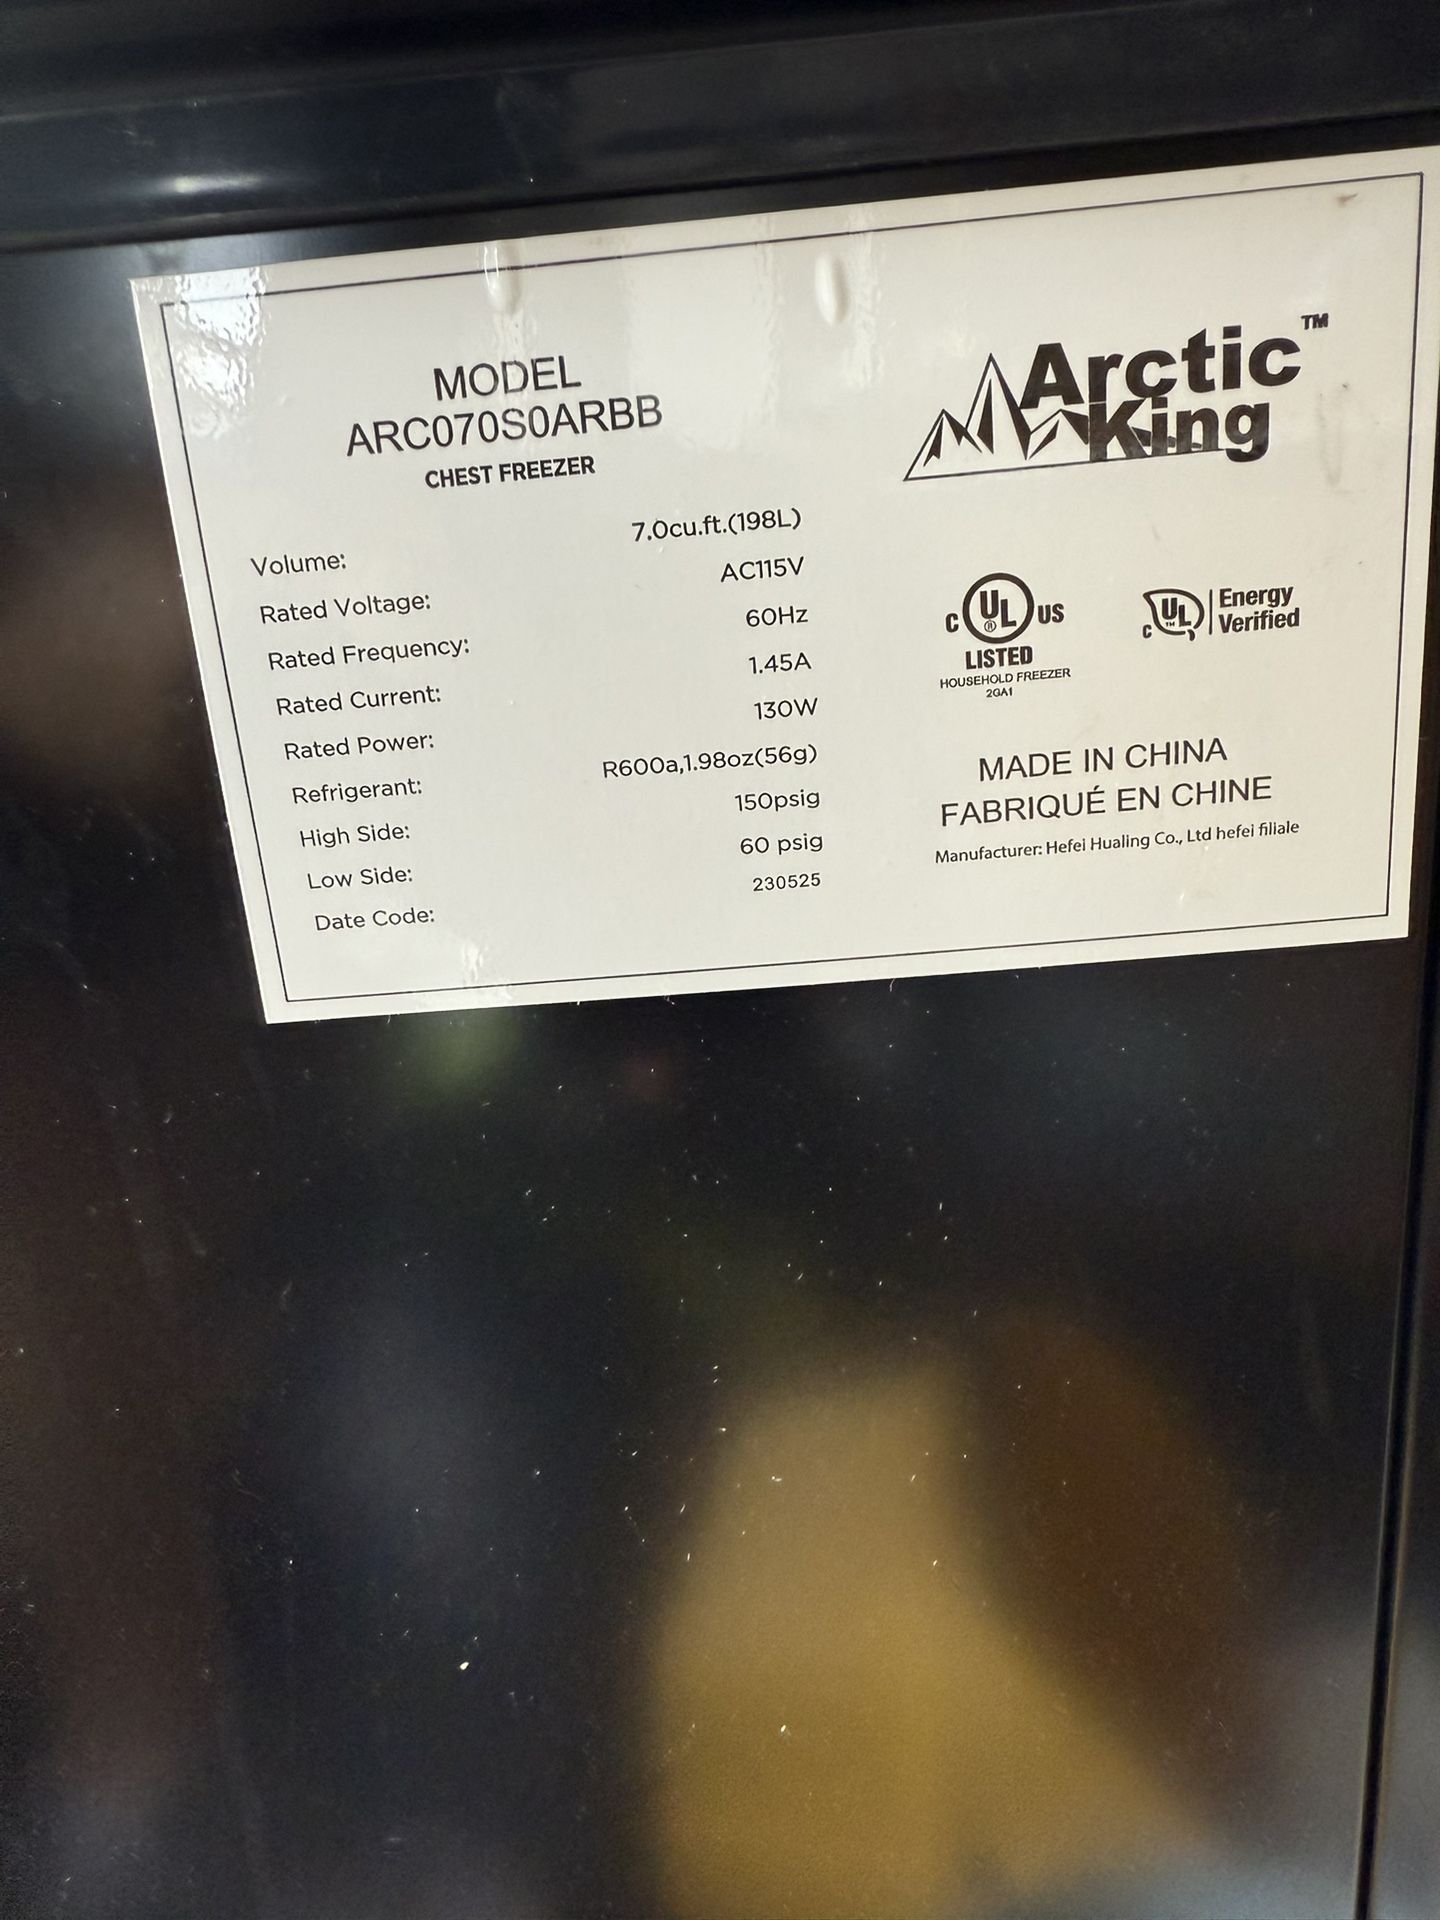 MODEL
ARC070S0ARBB
CHEST FREEZER
Arctic™
King
Volume: 7.0cu.ft.(198L)
Rated Voltage: AC115V
Rated Frequency: 60Hz
Rated Current: 1.45A
Rated Power: 130W
Refrigerant: R600a,1.98oz(56g)
High Side: 150psig
Low Side: 60 psig
Date Code: 230525
C UL® US
LISTED
HOUSEHOLD FREEZER
2GA1
C UL™ Energy
Verified
MADE IN CHINA
FABRIQUÉ EN CHINE
Manufacturer: Hefei Hualing Co., Ltd hefei filiale